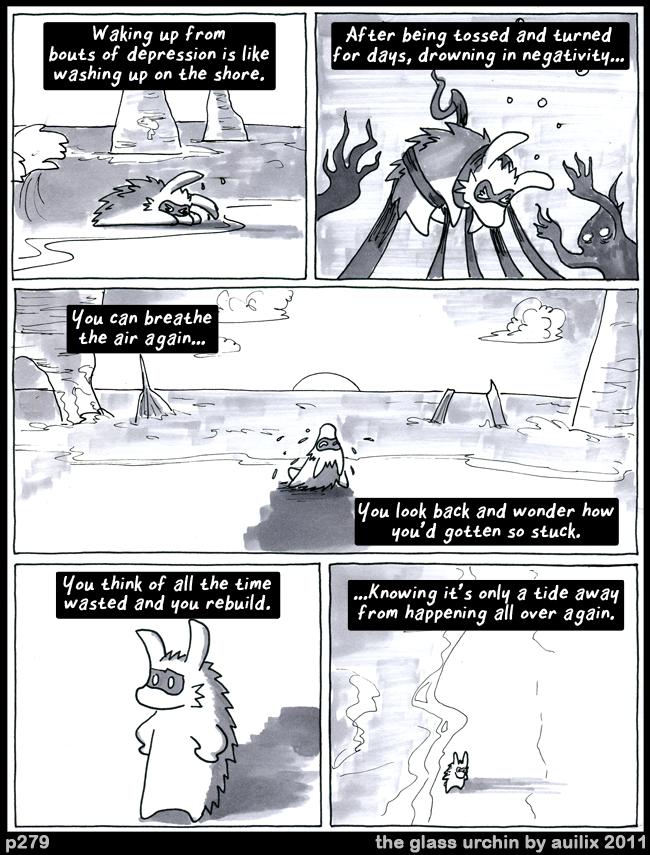 Waking up from
bouts of depression is like
washing up on the shore.
After being tossed and turned
for days, drowning in negativity...
You can breathe
the air again...
You look back and wonder how
you'd gotten so stuck.
You think of all the time
wasted and you rebuild.
...Knowing it's only a tide away
from happening all over again.
p279
the glass urchin by auilix 2011